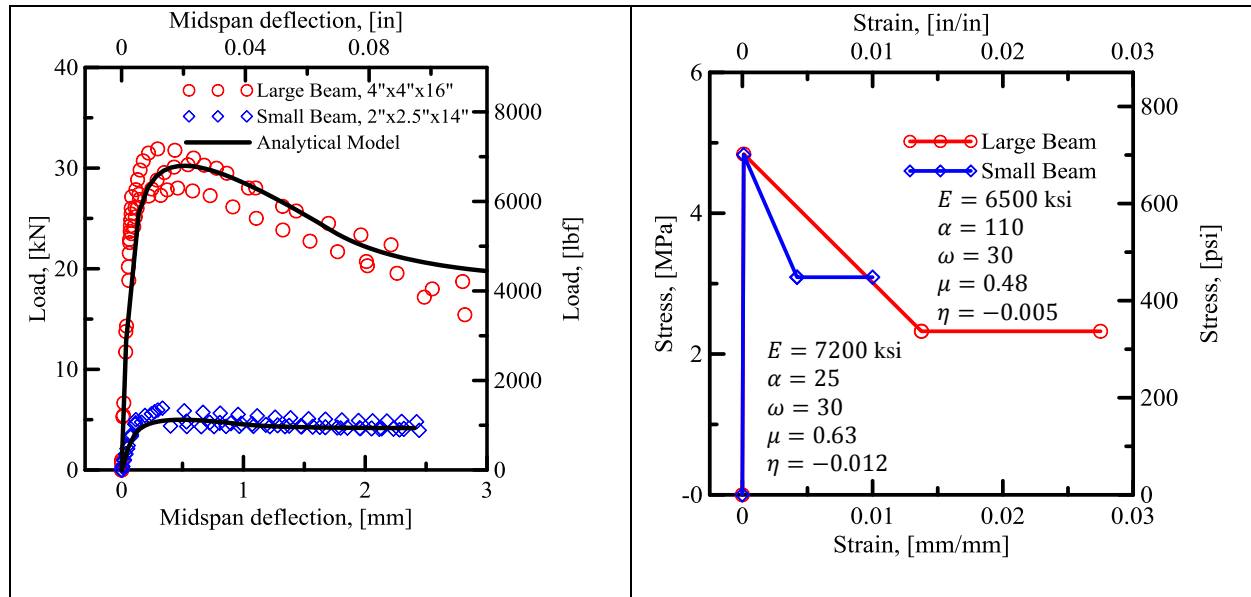 Midspan deflection, [in]
0 0.04 0.08
40
30
20
10
0
Load, [kN]
Large Beam, 4"x4"x16"
Small Beam, 2"x2.5"x14"
Analytical Model
8000
6000
4000
2000
0
Load, [lbf]
0 1 2 3
Midspan deflection, [mm]
Strain, [in/in]
0 0.01 0.02 0.03
6
4
2
-0
Stress, [MPa]
Large Beam
Small Beam
E = 6500 ksi
α = 110
ω = 30
μ = 0.48
η = −0.005
E = 7200 ksi
α = 25
ω = 30
μ = 0.63
η = −0.012
800
600
400
200
0
Stress, [psi]
0 0.01 0.02 0.03
Strain, [mm/mm]